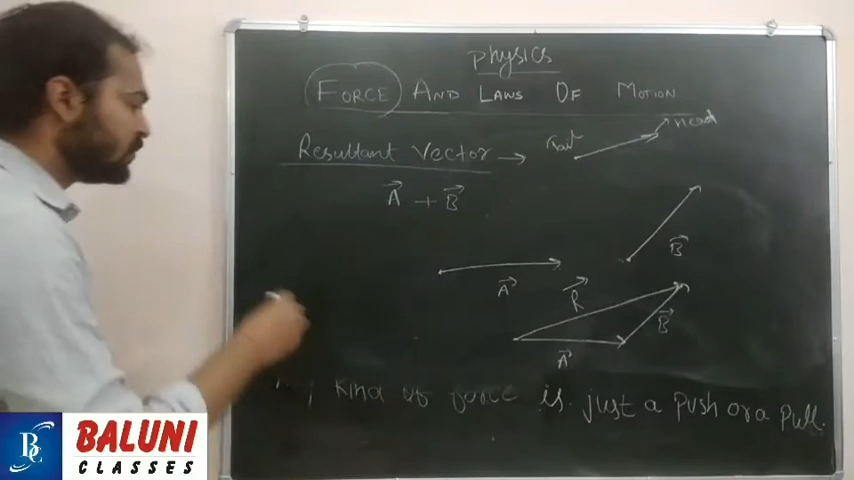 Physics
FORCE AND LAWS OF MOTION
Resultant Vector → Tail Head
A⃗ + B⃗
B⃗
A⃗
R⃗
B⃗
A⃗
kind of force is just a push or a pull.
BC
BALUNI
CLASSES